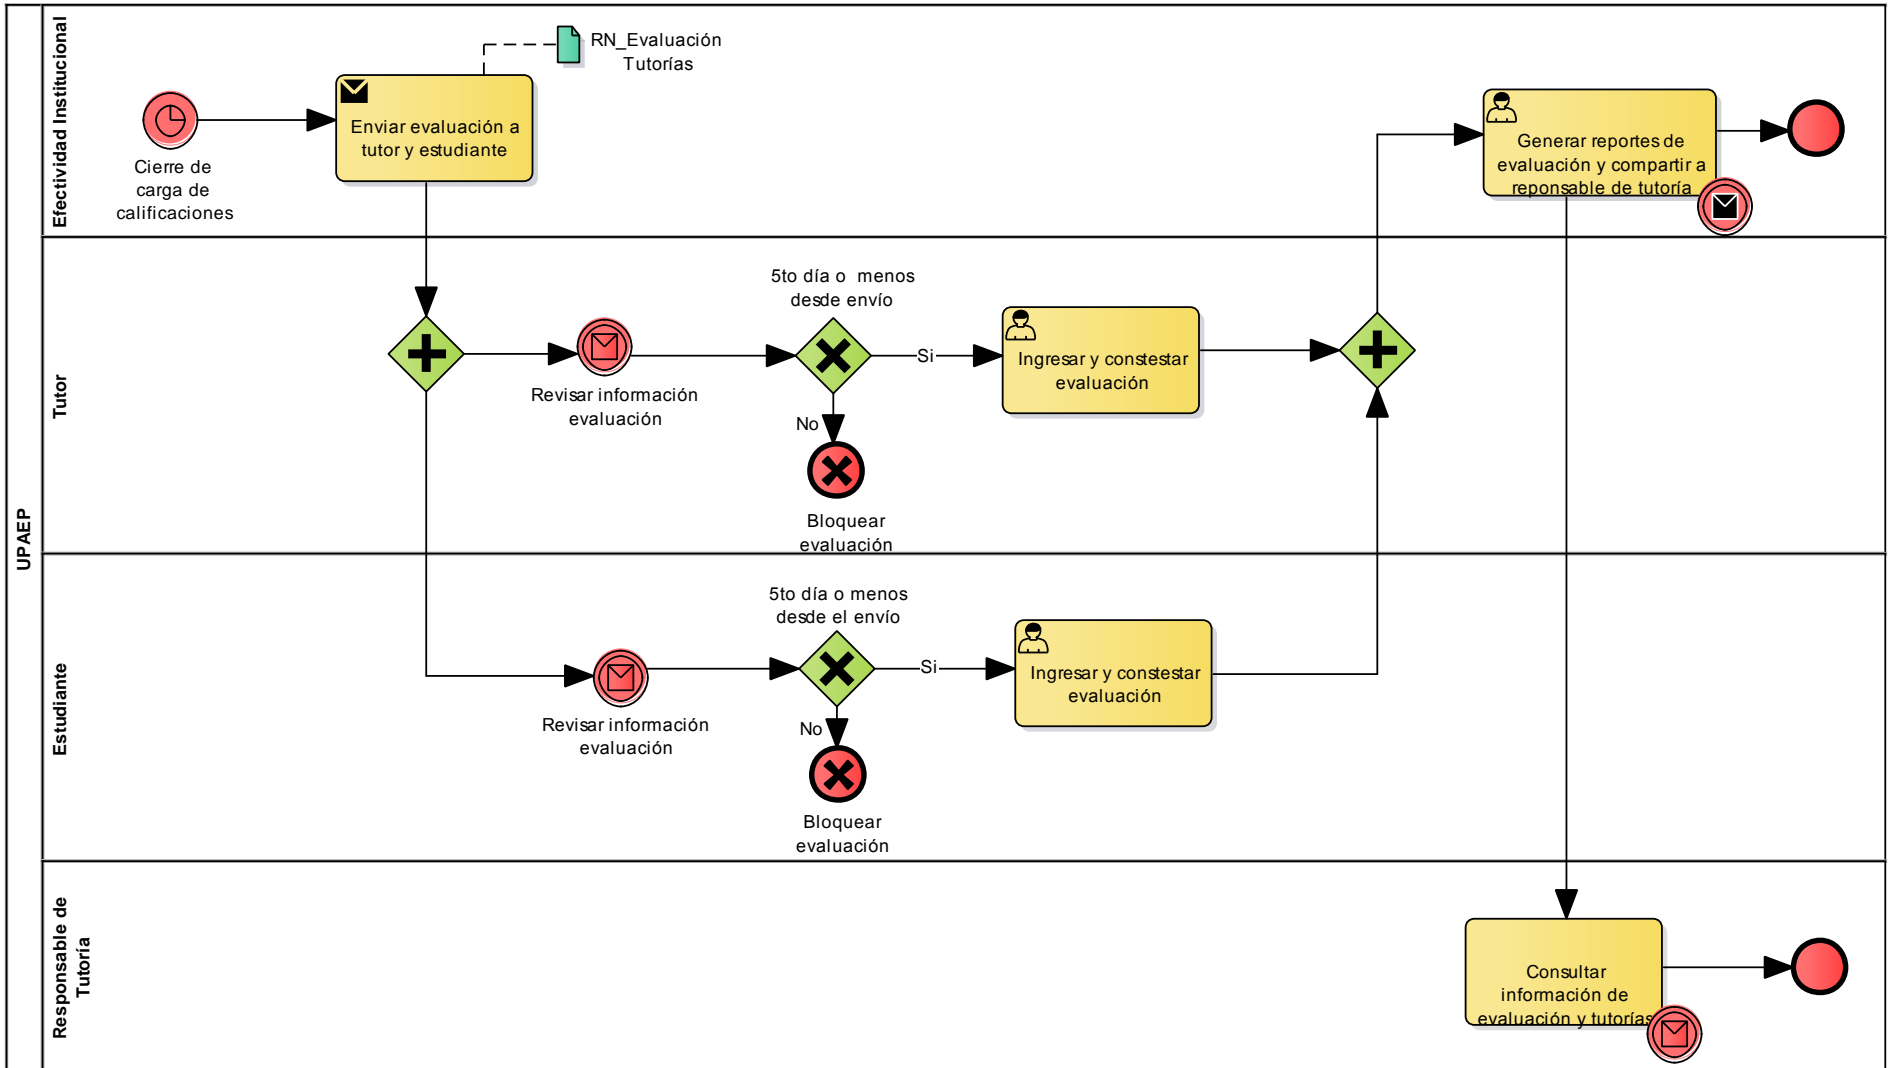 UPAEP
Efectividad Institucional
Cierre de
carga de
calificaciones
Enviar evaluación a
tutor y estudiante
RN_Evaluación
Tutorías
Generar reportes de
evaluación y compartir a
reponsable de tutoría
Tutor
Revisar información
evaluación
5to día o  menos
desde envío
Si
No
Bloquear
evaluación
Ingresar y constestar
evaluación
Estudiante
Revisar información
evaluación
5to día o menos
desde el envío
Si
No
Bloquear
evaluación
Ingresar y constestar
evaluación
Responsable de
Tutoría
Consultar
información de
evaluación y tutorías